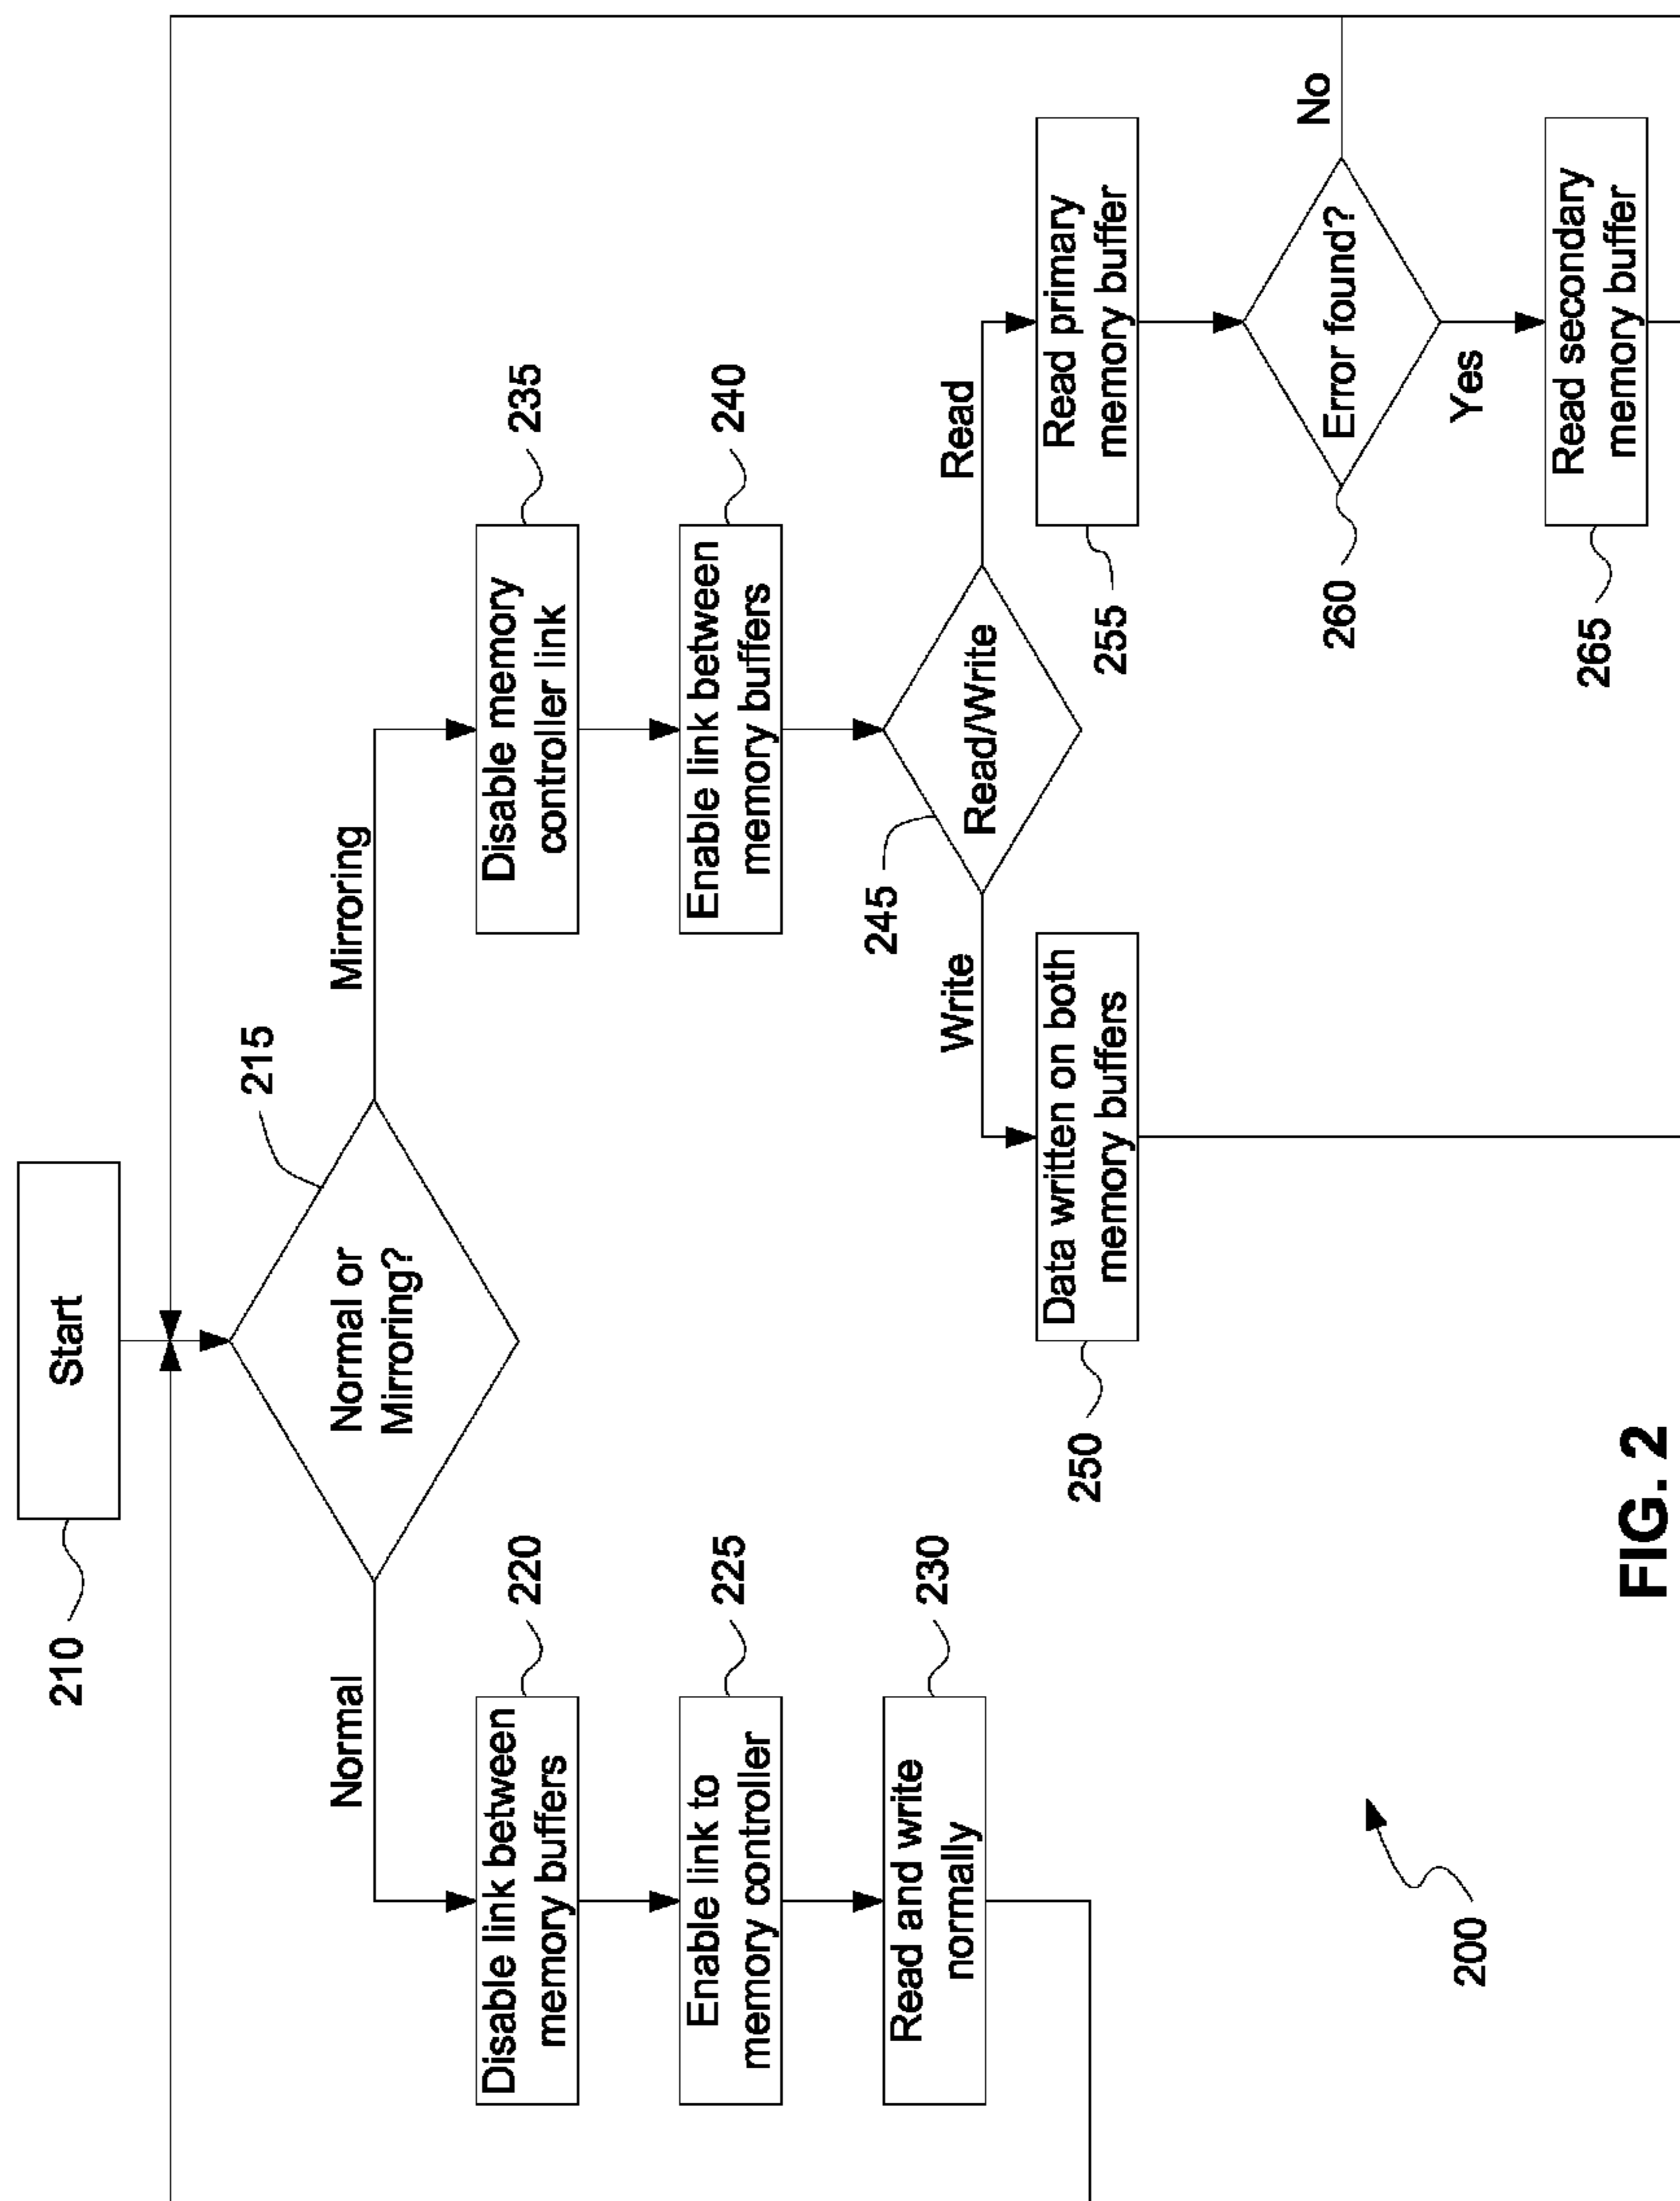 Start
210
215
Normal or
Mirroring?
Normal
Mirroring
Disable link between
memory buffers
220
Disable memory
controller link
235
Enable link to
memory controller
225
Enable link between
memory buffers
240
Read and write
normally
230
245
Read/Write
Write
Read
Data written on both
memory buffers
250
Read primary
memory buffer
255
Error found?
260
No
Yes
Read secondary
memory buffer
265
200
FIG. 2